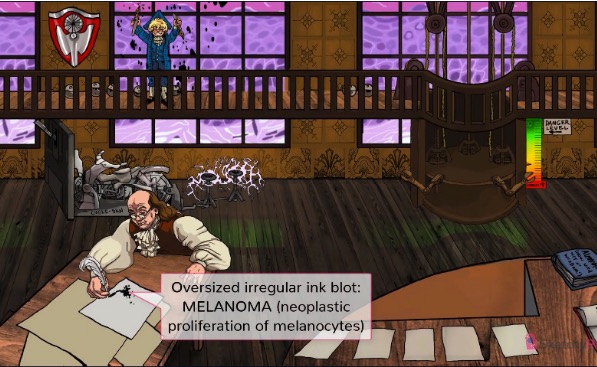 DANGER
LEVEL
Oversized irregular ink blot:
MELANOMA (neoplastic
proliferation of melanocytes)